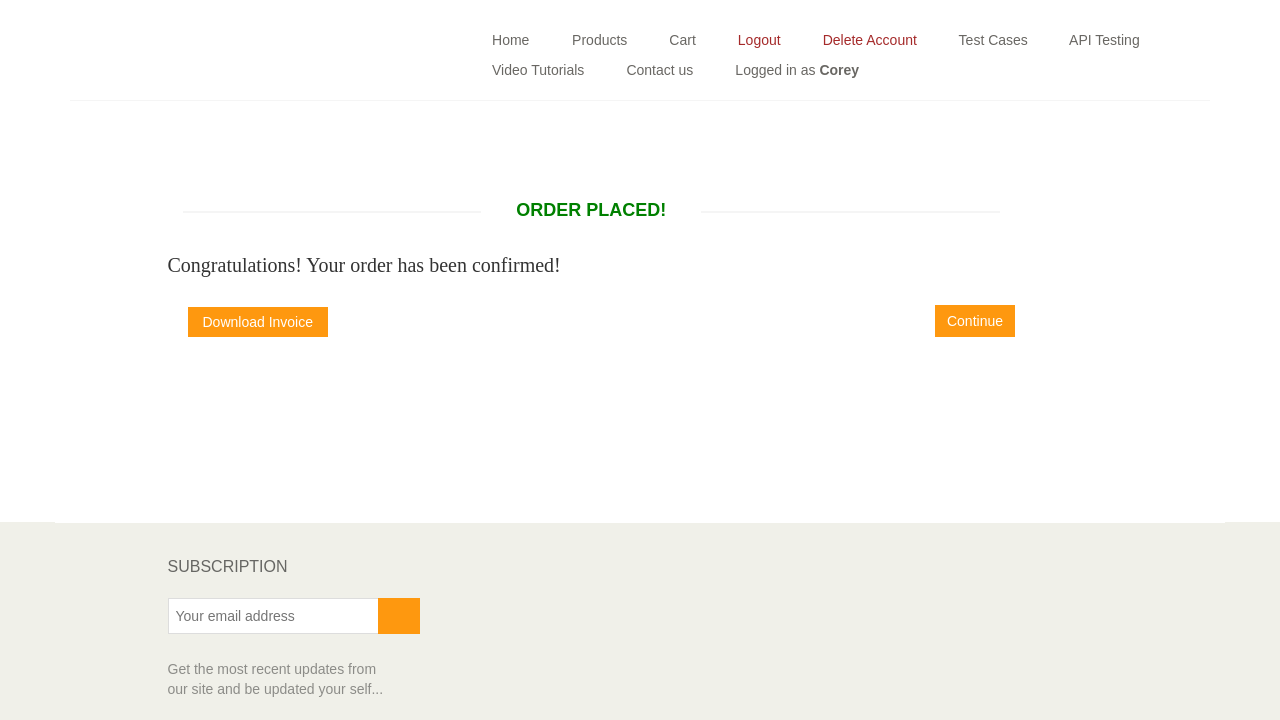 Home Products Cart Logout Delete Account Test Cases API Testing
Video Tutorials Contact us Logged in as Corey
ORDER PLACED!
Congratulations! Your order has been confirmed!
Download Invoice Continue
SUBSCRIPTION
Your email address
Get the most recent updates from
our site and be updated your self...